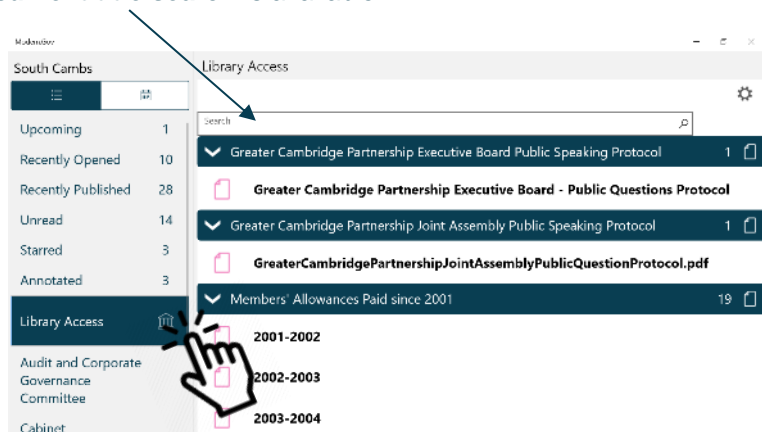 Modern.Gov
South Cambs
Library Access
Search
Upcoming 1
Recently Opened 10
Recently Published 28
Unread 14
Starred 3
Annotated 3
Library Access
Audit and Corporate
Governance
Committee
Cabinet
Greater Cambridge Partnership Executive Board Public Speaking Protocol 1
Greater Cambridge Partnership Executive Board - Public Questions Protocol
Greater Cambridge Partnership Joint Assembly Public Speaking Protocol 1
GreaterCambridgePartnershipJointAssemblyPublicQuestionProtocol.pdf
Members' Allowances Paid since 2001 19
2001-2002
2002-2003
2003-2004